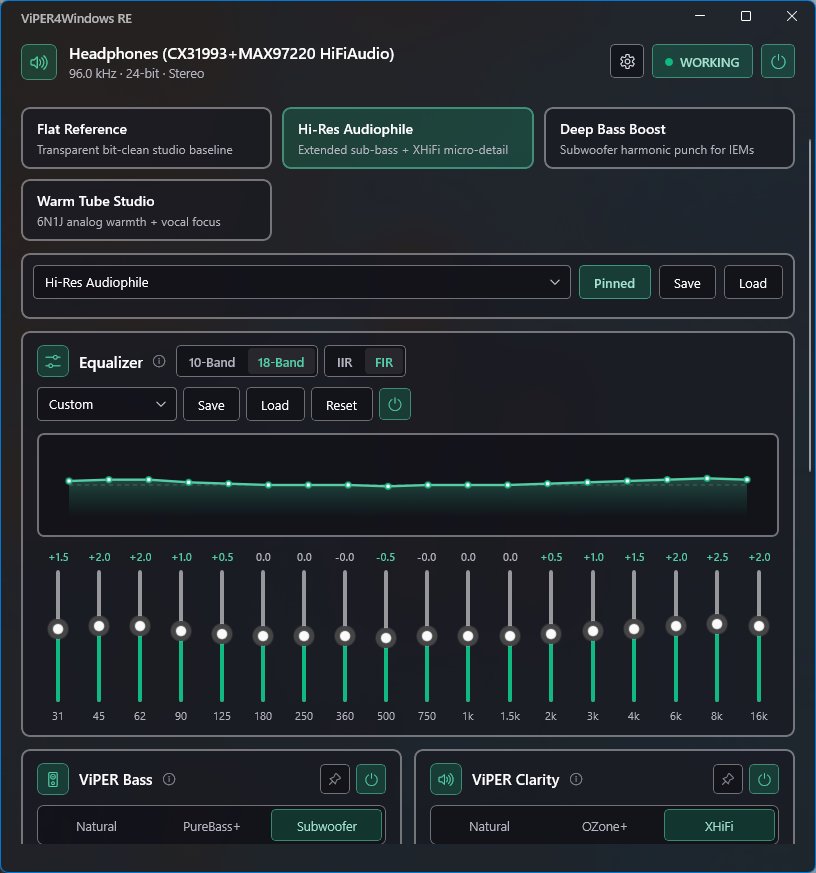 ViPER4Windows RE
Headphones (CX31993+MAX97220 HiFiAudio)
96.0 kHz · 24-bit · Stereo
WORKING
Flat Reference
Transparent bit-clean studio baseline
Hi-Res Audiophile
Extended sub-bass + XHiFi micro-detail
Deep Bass Boost
Subwoofer harmonic punch for IEMs
Warm Tube Studio
6N1J analog warmth + vocal focus
Hi-Res Audiophile
Pinned
Save
Load
Equalizer
10-Band
18-Band
IIR
FIR
Custom
Save
Load
Reset
+1.5 +2.0 +2.0 +1.0 +0.5 0.0 0.0 -0.0 -0.5 -0.0 0.0 0.0 +0.5 +1.0 +1.5 +2.0 +2.5 +2.0
31 45 62 90 125 180 250 360 500 750 1k 1.5k 2k 3k 4k 6k 8k 16k
ViPER Bass
Natural PureBass+ Subwoofer
ViPER Clarity
Natural OZone+ XHiFi